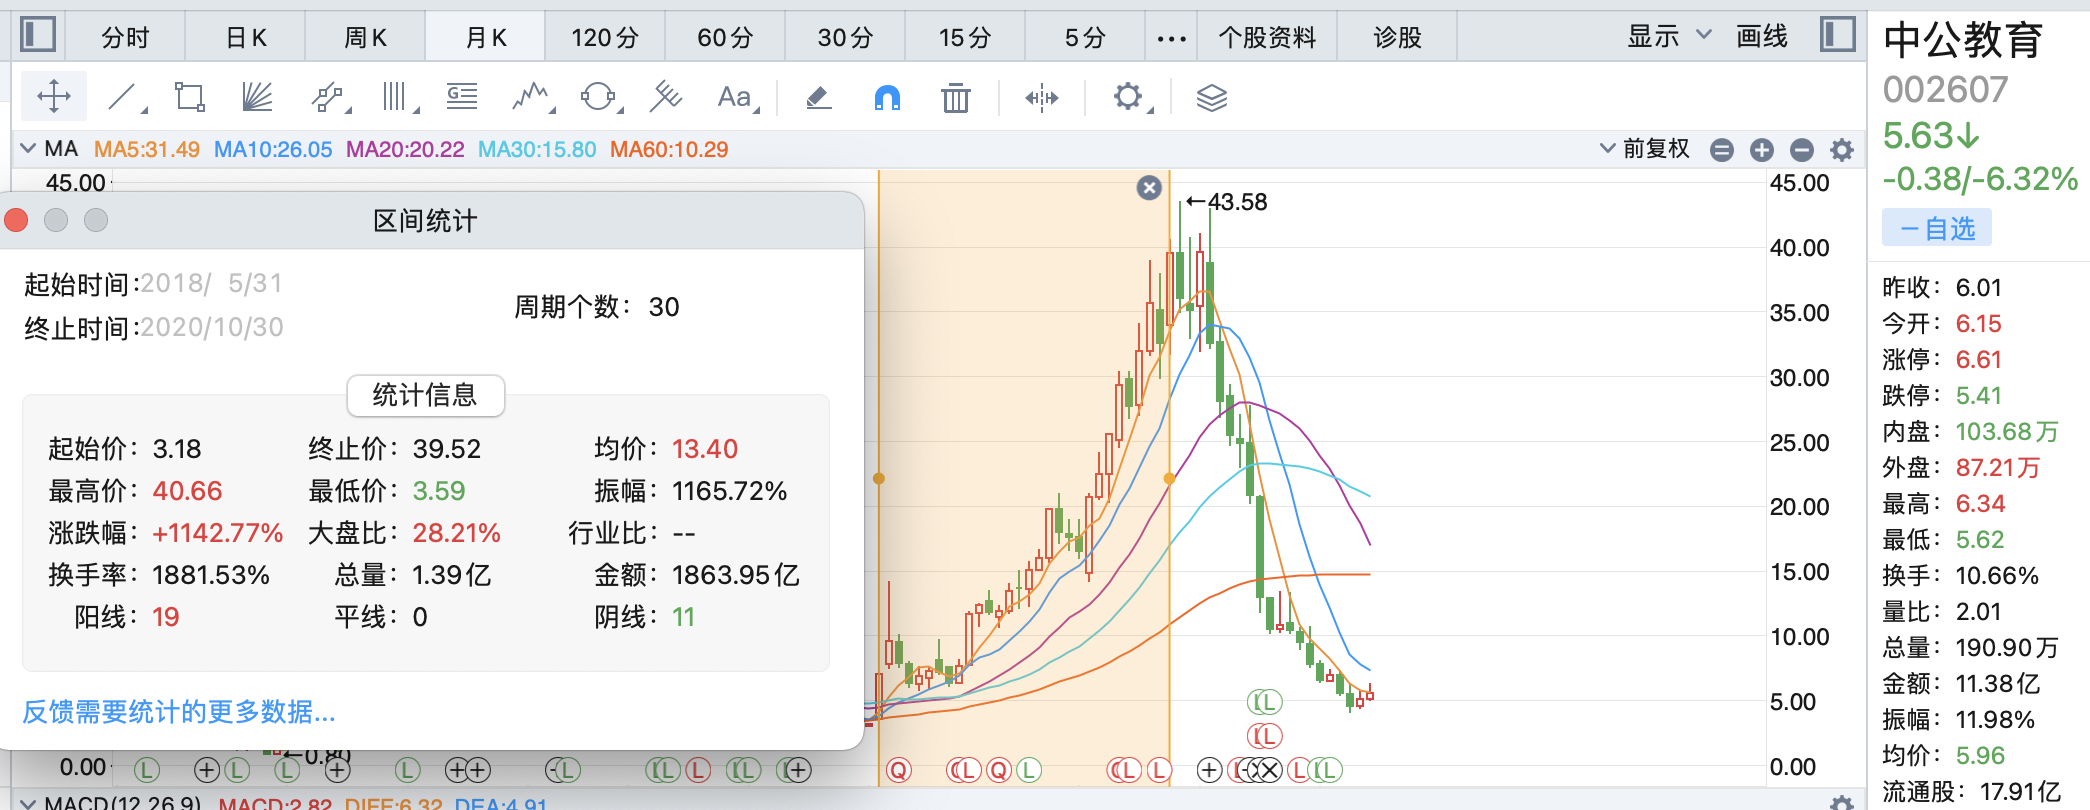 分时 日K 周K 月K 120分 60分 30分 15分 5分 ··· 个股资料 诊股 显示 画线
Aa
MA MA5:31.49 MA10:26.05 MA20:20.22 MA30:15.80 MA60:10.29 前复权
45.00
区间统计
起始时间:2018/ 5/31
终止时间:2020/10/30
周期个数：30
统计信息
起始价：3.18 终止价：39.52 均价：13.40
最高价：40.66 最低价：3.59 振幅：1165.72%
涨跌幅：+1142.77% 大盘比：28.21% 行业比：--
换手率：1881.53% 总量：1.39亿 金额：1863.95亿
阳线：19 平线：0 阴线：11
反馈需要统计的更多数据...
←43.58
←0.80
0.00
45.00
40.00
35.00
30.00
25.00
20.00
15.00
10.00
5.00
0.00
MACD(12,26,9) MACD:2.82 DIFF:6.32 DEA:4.91
中公教育
002607
5.63↓
-0.38/-6.32%
－自选
昨收：6.01
今开：6.15
涨停：6.61
跌停：5.41
内盘：103.68万
外盘：87.21万
最高：6.34
最低：5.62
换手：10.66%
量比：2.01
总量：190.90万
金额：11.38亿
振幅：11.98%
均价：5.96
流通股：17.91亿